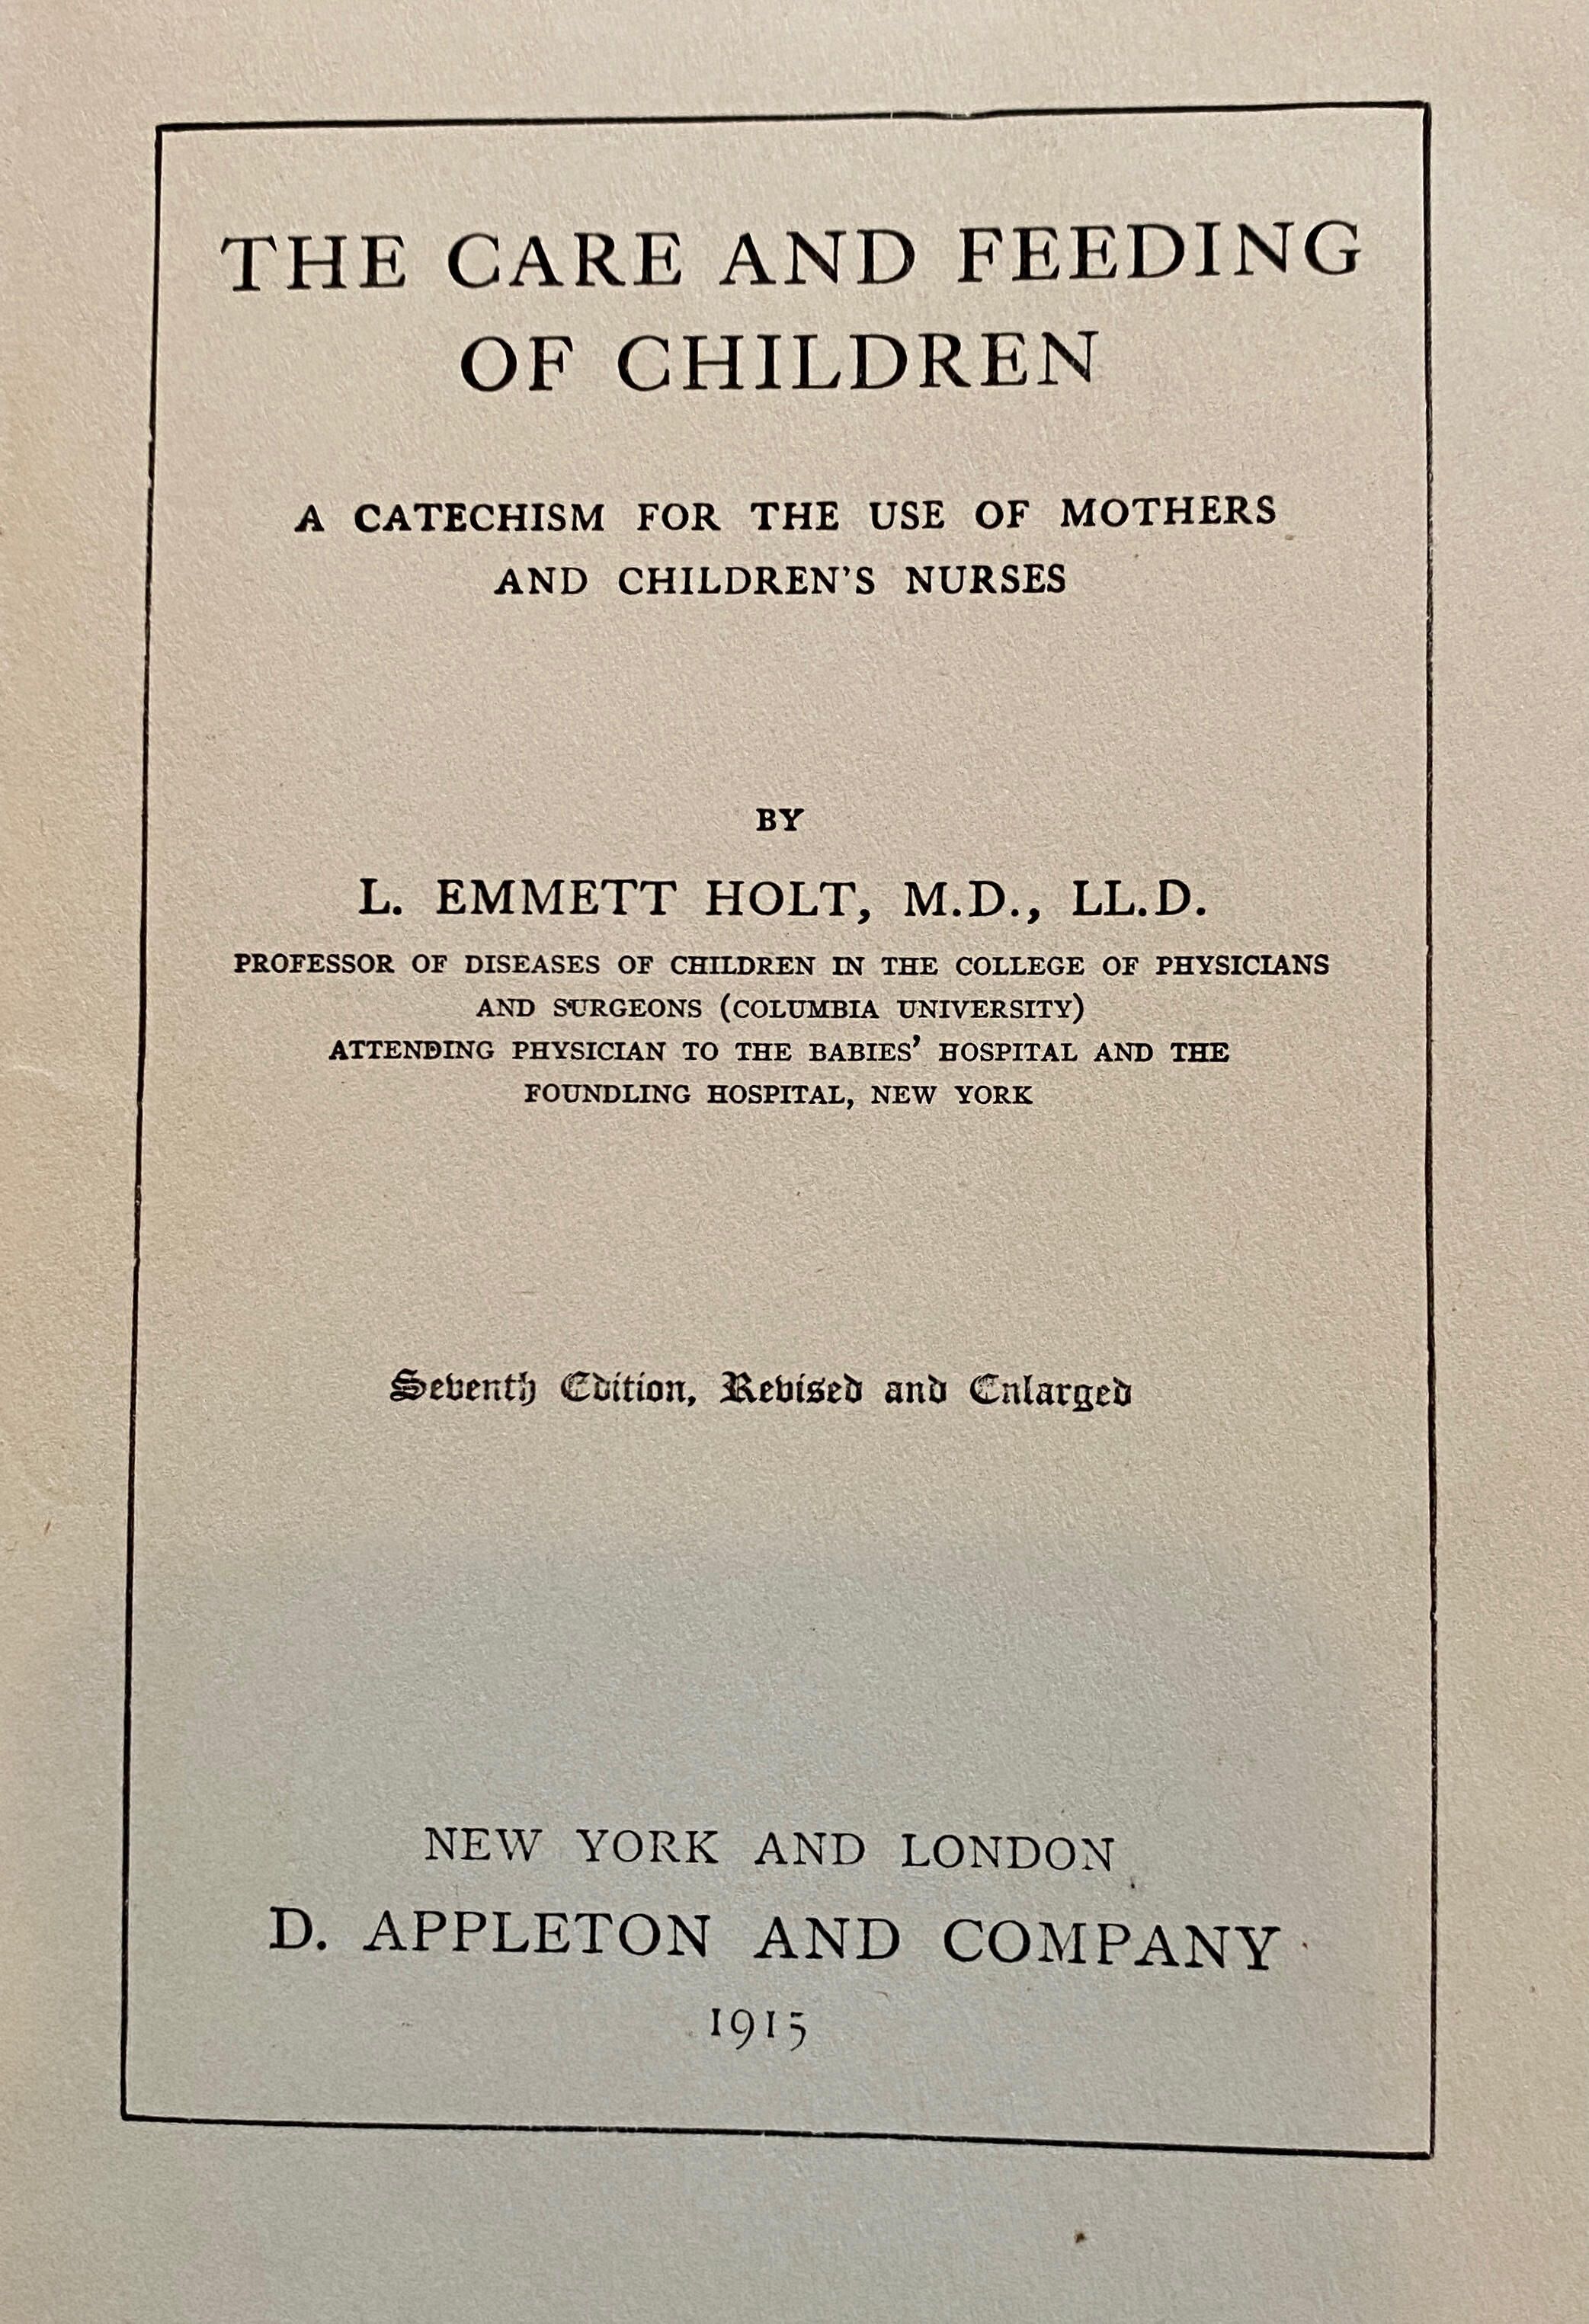 THE CARE AND FEEDING
OF CHILDREN
A CATECHISM FOR THE USE OF MOTHERS
AND CHILDREN'S NURSES
BY
L. EMMETT HOLT, M.D., LL.D.
PROFESSOR OF DISEASES OF CHILDREN IN THE COLLEGE OF PHYSICIANS
AND SURGEONS (COLUMBIA UNIVERSITY)
ATTENDING PHYSICIAN TO THE BABIES' HOSPITAL AND THE
FOUNDLING HOSPITAL, NEW YORK
Seventh Edition, Revised and Enlarged
NEW YORK AND LONDON
D. APPLETON AND COMPANY
1915